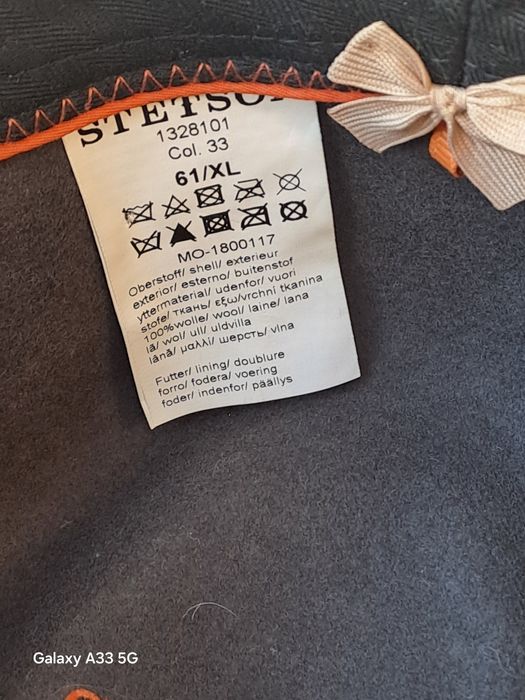 STETSON
1328101
Col. 33
61/XL
MO-1800117
Oberstoff/ shell/ exterieur
exterior/ esterno/ buitenstof
yttermaterial/ udenfor/ vuori
stofe/ ткань/ εξω/vrchni tkanina
100%wolle/ wool/ laine/ lana
lã/ wol/ ull/ uldvilla
lână/ μαλλί/ шерсть/ vlna
Futter/ lining/ doublure
forro/ fodera/ voering
foder/ indenfor/ päällys
Galaxy A33 5G